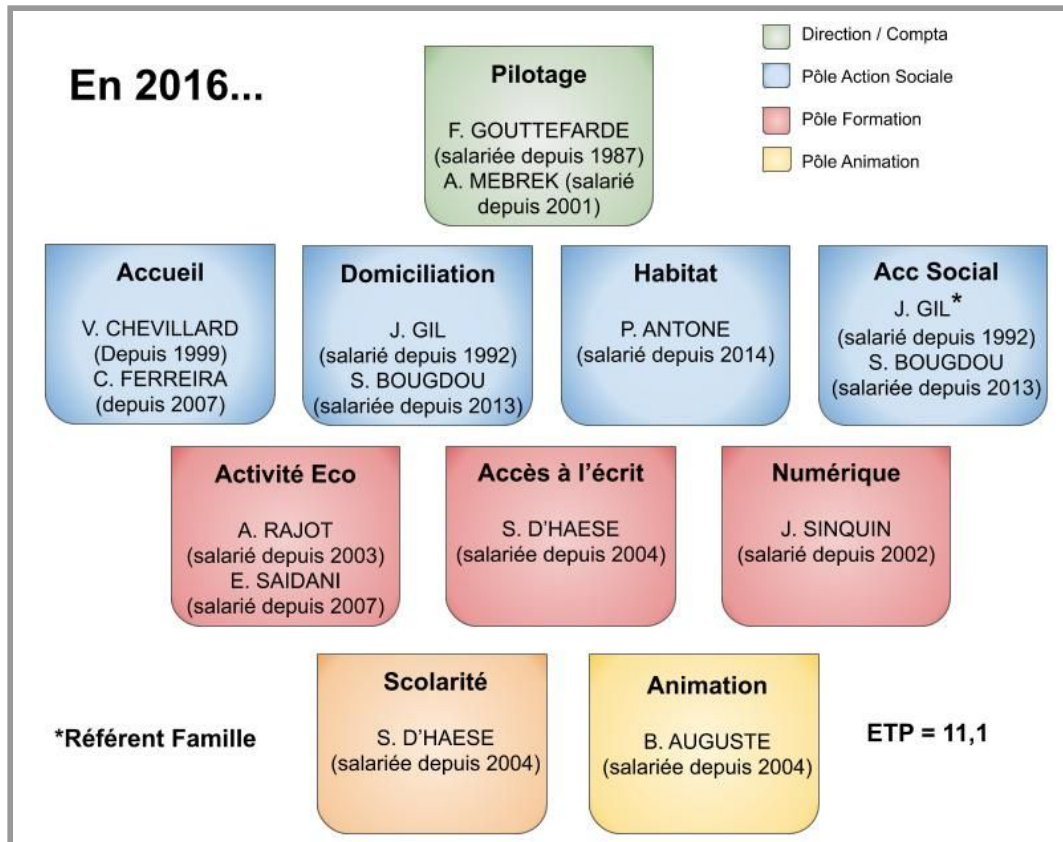 En 2016...
Direction / Compta
Pôle Action Sociale
Pôle Formation
Pôle Animation
Pilotage
F. GOUTTEFARDE
(salariée depuis 1987)
A. MEBREK (salarié
depuis 2001)
Accueil
V. CHEVILLARD
(Depuis 1999)
C. FERREIRA
(depuis 2007)
Domiciliation
J. GIL
(salarié depuis 1992)
S. BOUGDOU
(salariée depuis 2013)
Habitat
P. ANTONE
(salarié depuis 2014)
Acc Social
J. GIL*
(salarié depuis 1992)
S. BOUGDOU
(salariée depuis 2013)
Activité Eco
A. RAJOT
(salarié depuis 2003)
E. SAIDANI
(salarié depuis 2007)
Accès à l'écrit
S. D'HAESE
(salariée depuis 2004)
Numérique
J. SINQUIN
(salarié depuis 2002)
Scolarité
S. D'HAESE
(salariée depuis 2004)
Animation
B. AUGUSTE
(salariée depuis 2004)
*Référent Famille
ETP = 11,1